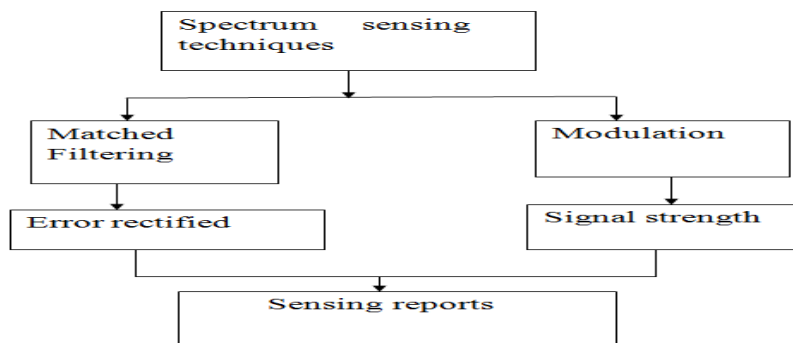 Spectrum sensing
techniques
Matched
Filtering
Modulation
Error rectified
Signal strength
Sensing reports